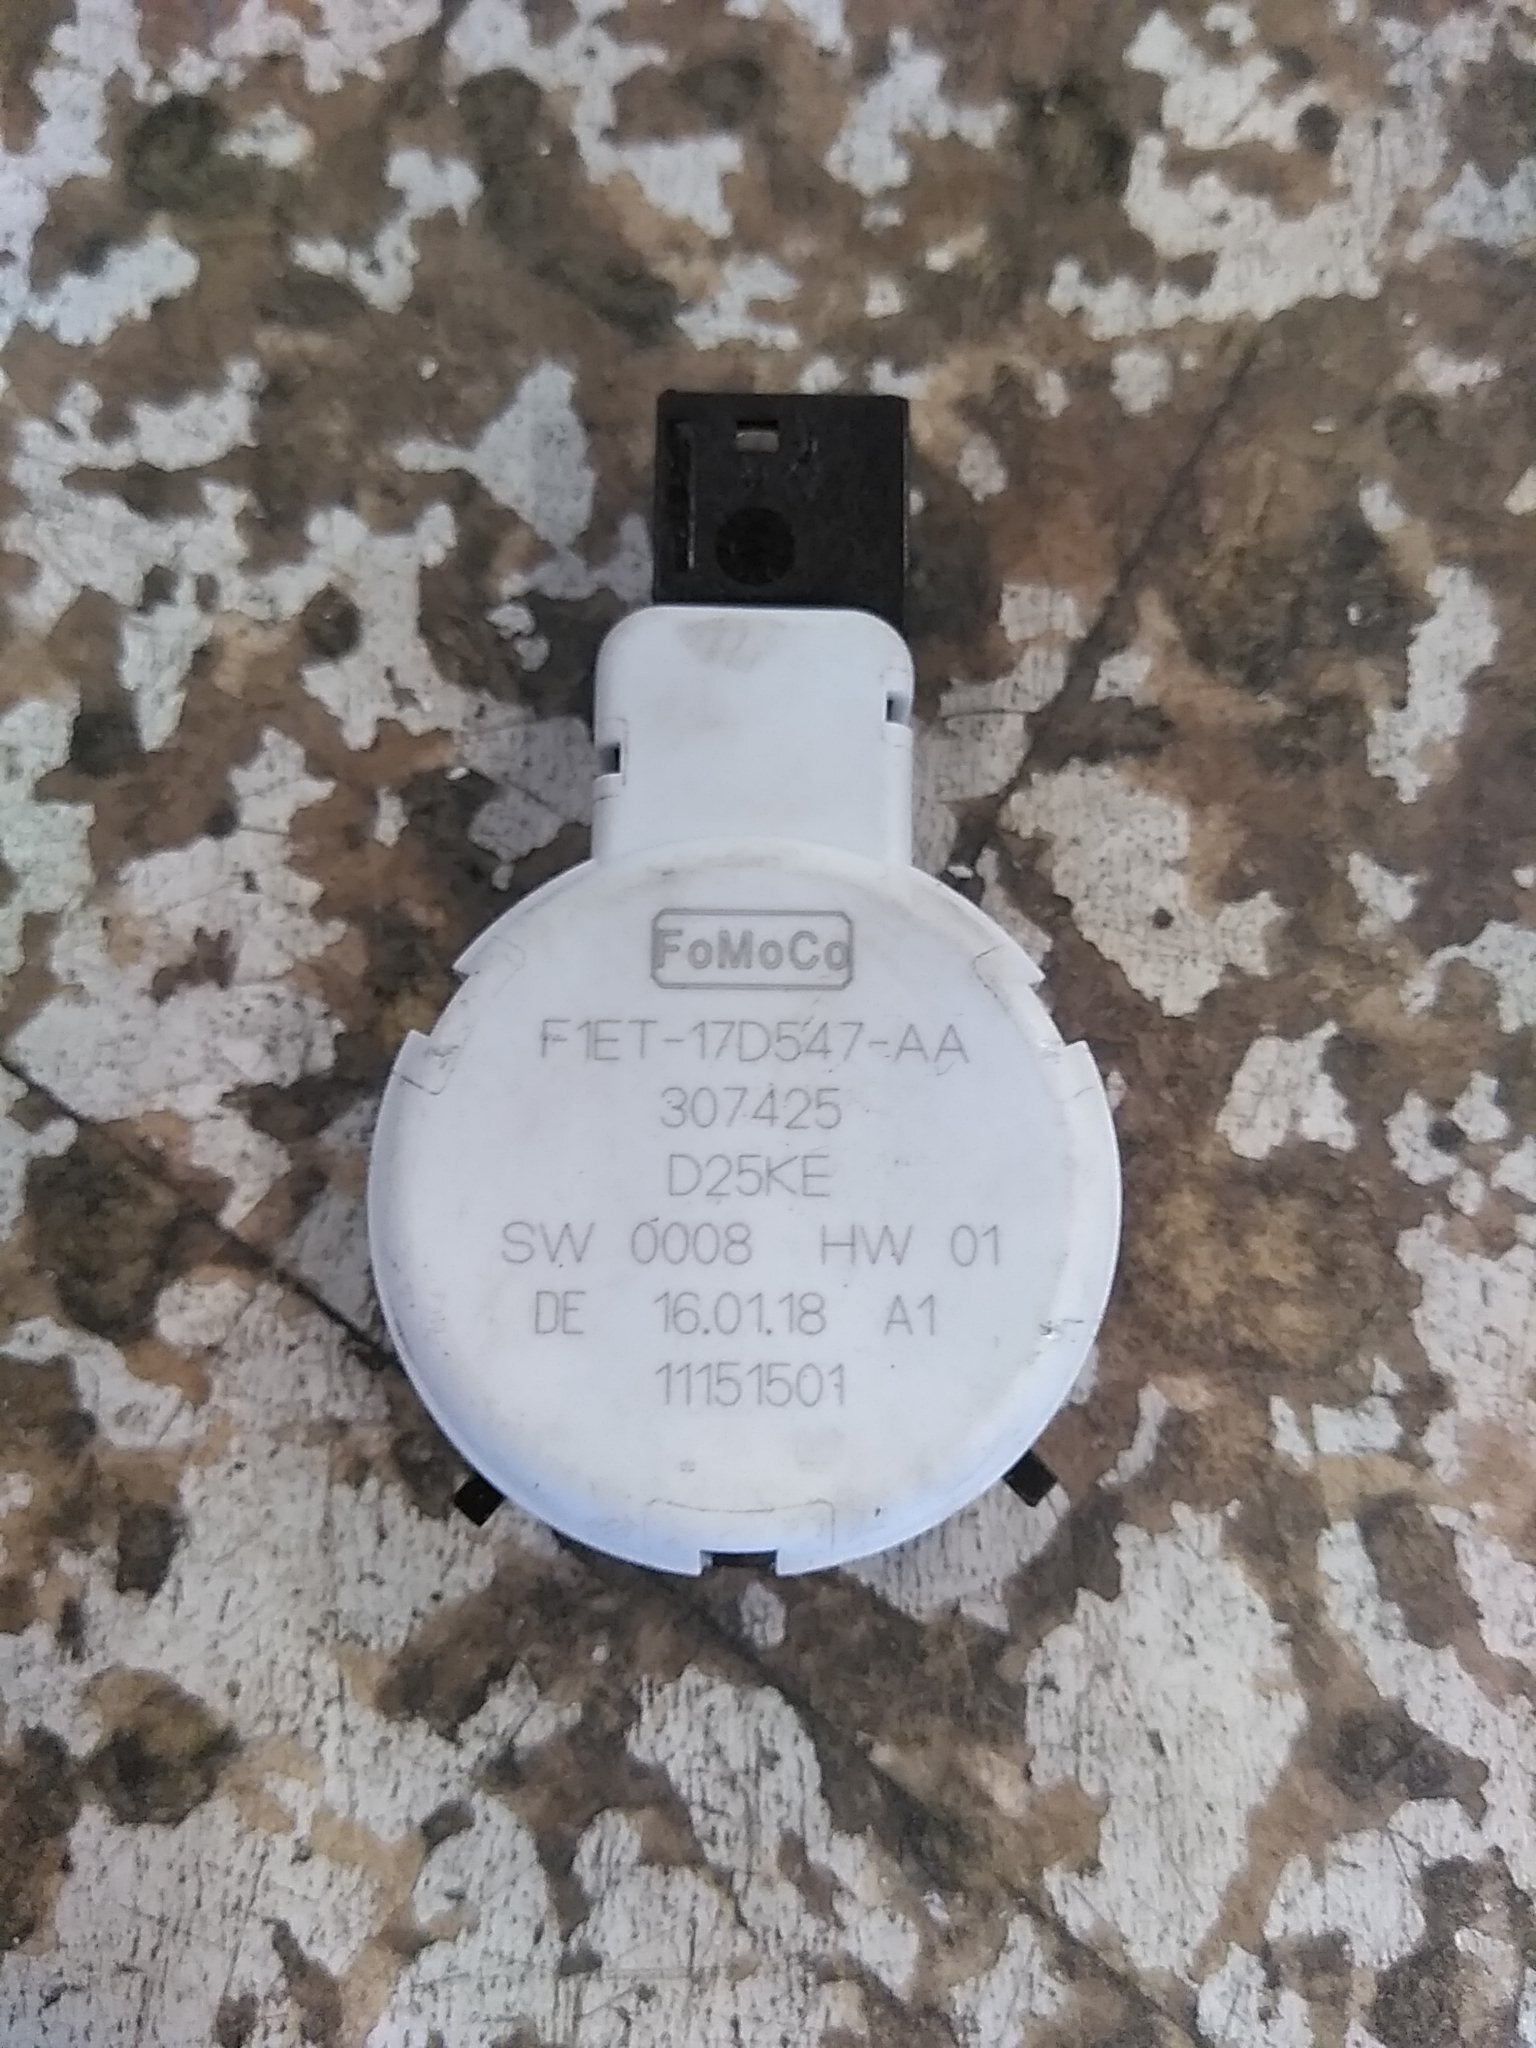 FoMoCo
F1ET-17D547-AA
307425
D25KE
SW 0008 HW 01
DE 16.01.18 A1
11151501